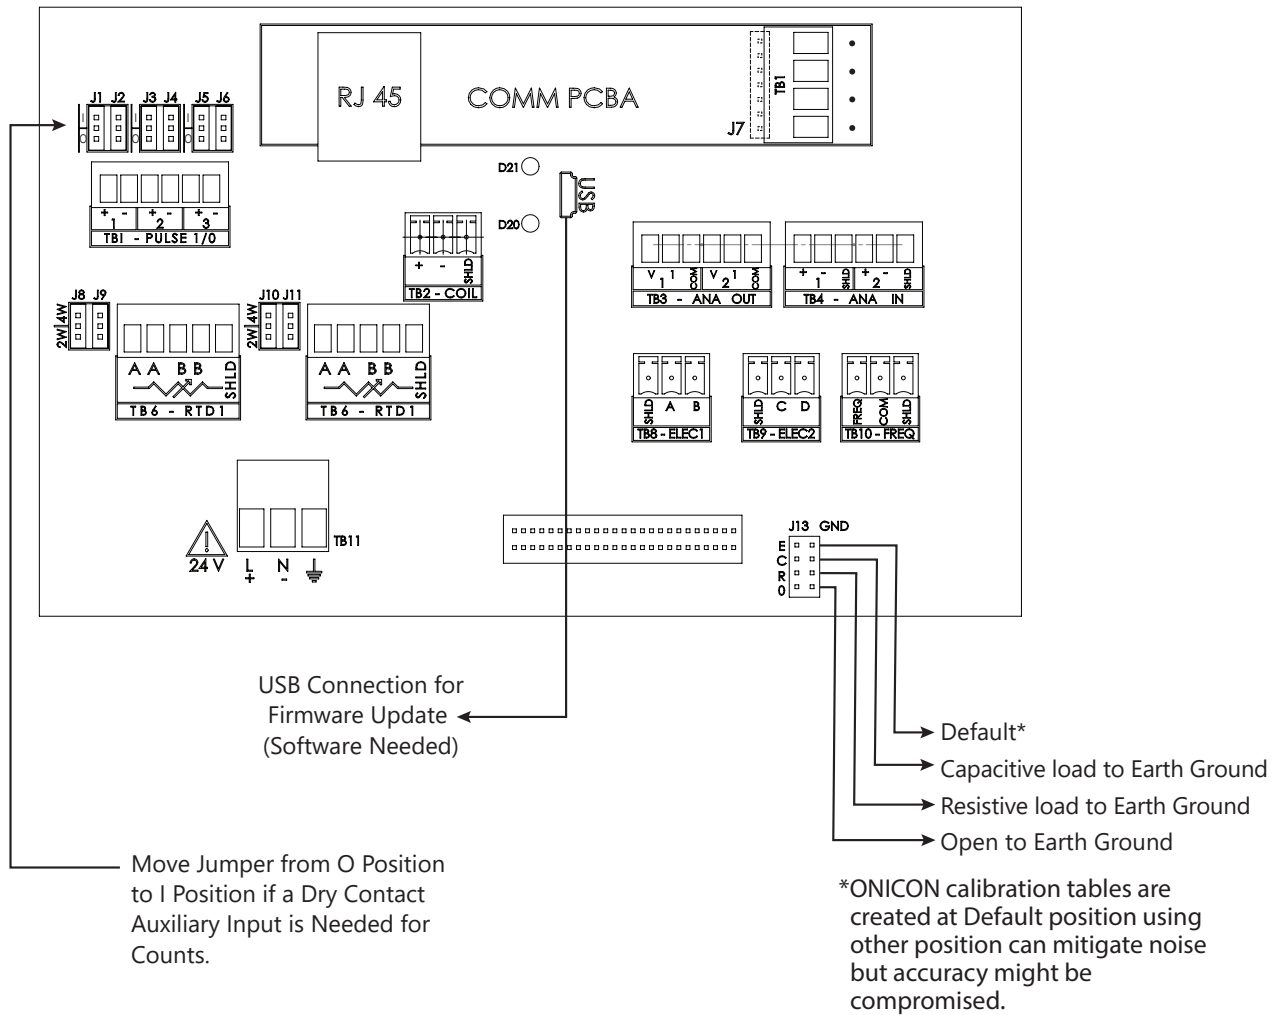 RJ 45
COMM PCBA
J7
TB1
J1 J2 J3 J4 J5 J6
I
O
I
O
I
O
+ - + - + -
1 2 3
TB1 - PULSE 1/0
D21
D20
USB
+ - SHLD
TB2 - COIL
V I COM V I COM
1 2
TB3 - ANA OUT
+ - SHLD + - SHLD
1 2
TB4 - ANA IN
J8 J9
2W|4W
A A B B SHLD
TB6 - RTD1
J10 J11
2W|4W
A A B B SHLD
TB6 - RTD1
SHLD A B
TB8 - ELEC1
SHLD C D
TB9 - ELEC2
FREQ COM SHLD
TB10 - FREQ
TB11
24 V
L N
+ -
J13 GND
E
C
R
0
USB Connection for
Firmware Update
(Software Needed)
Default*
Capacitive load to Earth Ground
Resistive load to Earth Ground
Open to Earth Ground
Move Jumper from O Position
to I Position if a Dry Contact
Auxiliary Input is Needed for
Counts.
*ONICON calibration tables are
created at Default position using
other position can mitigate noise
but accuracy might be
compromised.